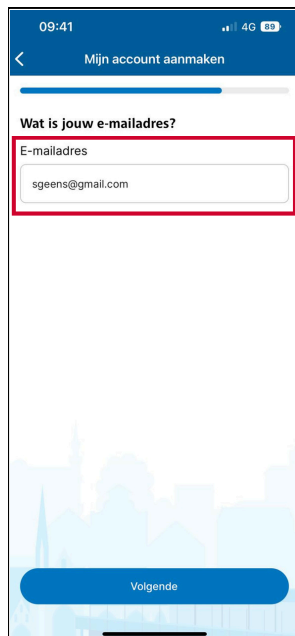 09:41
4G 89
Mijn account aanmaken
Wat is jouw e-mailadres?
E-mailadres
sgeens@gmail.com
Volgende